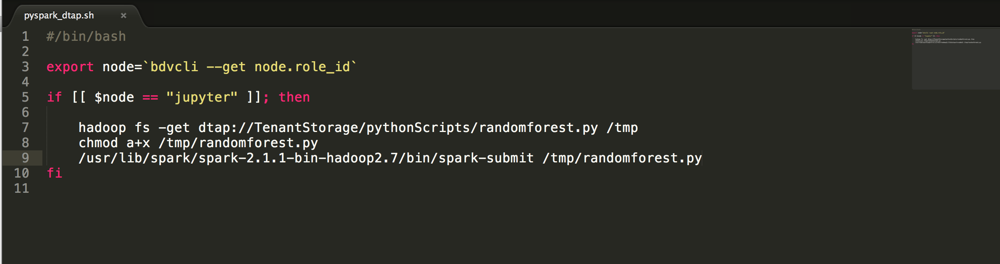 pyspark_dtap.sh
1 #/bin/bash
2
3 export node=`bdvcli --get node.role_id`
4
5 if [[ $node == "jupyter" ]]; then
6
7     hadoop fs -get dtap://TenantStorage/pythonScripts/randomforest.py /tmp
8     chmod a+x /tmp/randomforest.py
9     /usr/lib/spark/spark-2.1.1-bin-hadoop2.7/bin/spark-submit /tmp/randomforest.py
10 fi
11